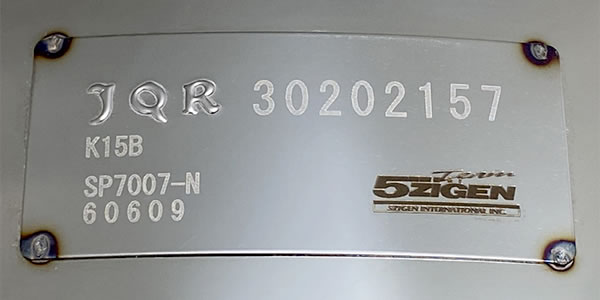 JQR 30202157
K15B
SP7007-N
60609
Team
5ZIGEN
5ZIGEN INTERNATIONAL INC.